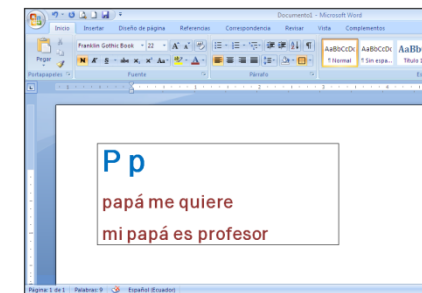 Documento1 - Microsoft Word
Inicio Insertar Diseño de página Referencias Correspondencia Revisar Vista Complementos
Pegar
Franklin Gothic Book 22
AaBbCcDc AaBbCcDc AaBb
¶ Normal ¶ Sin espa... Título 1
Portapapeles Fuente Párrafo Es
P p
papá me quiere
mi papá es profesor
Página: 1 de 1 Palabras: 9 Español (Ecuador)